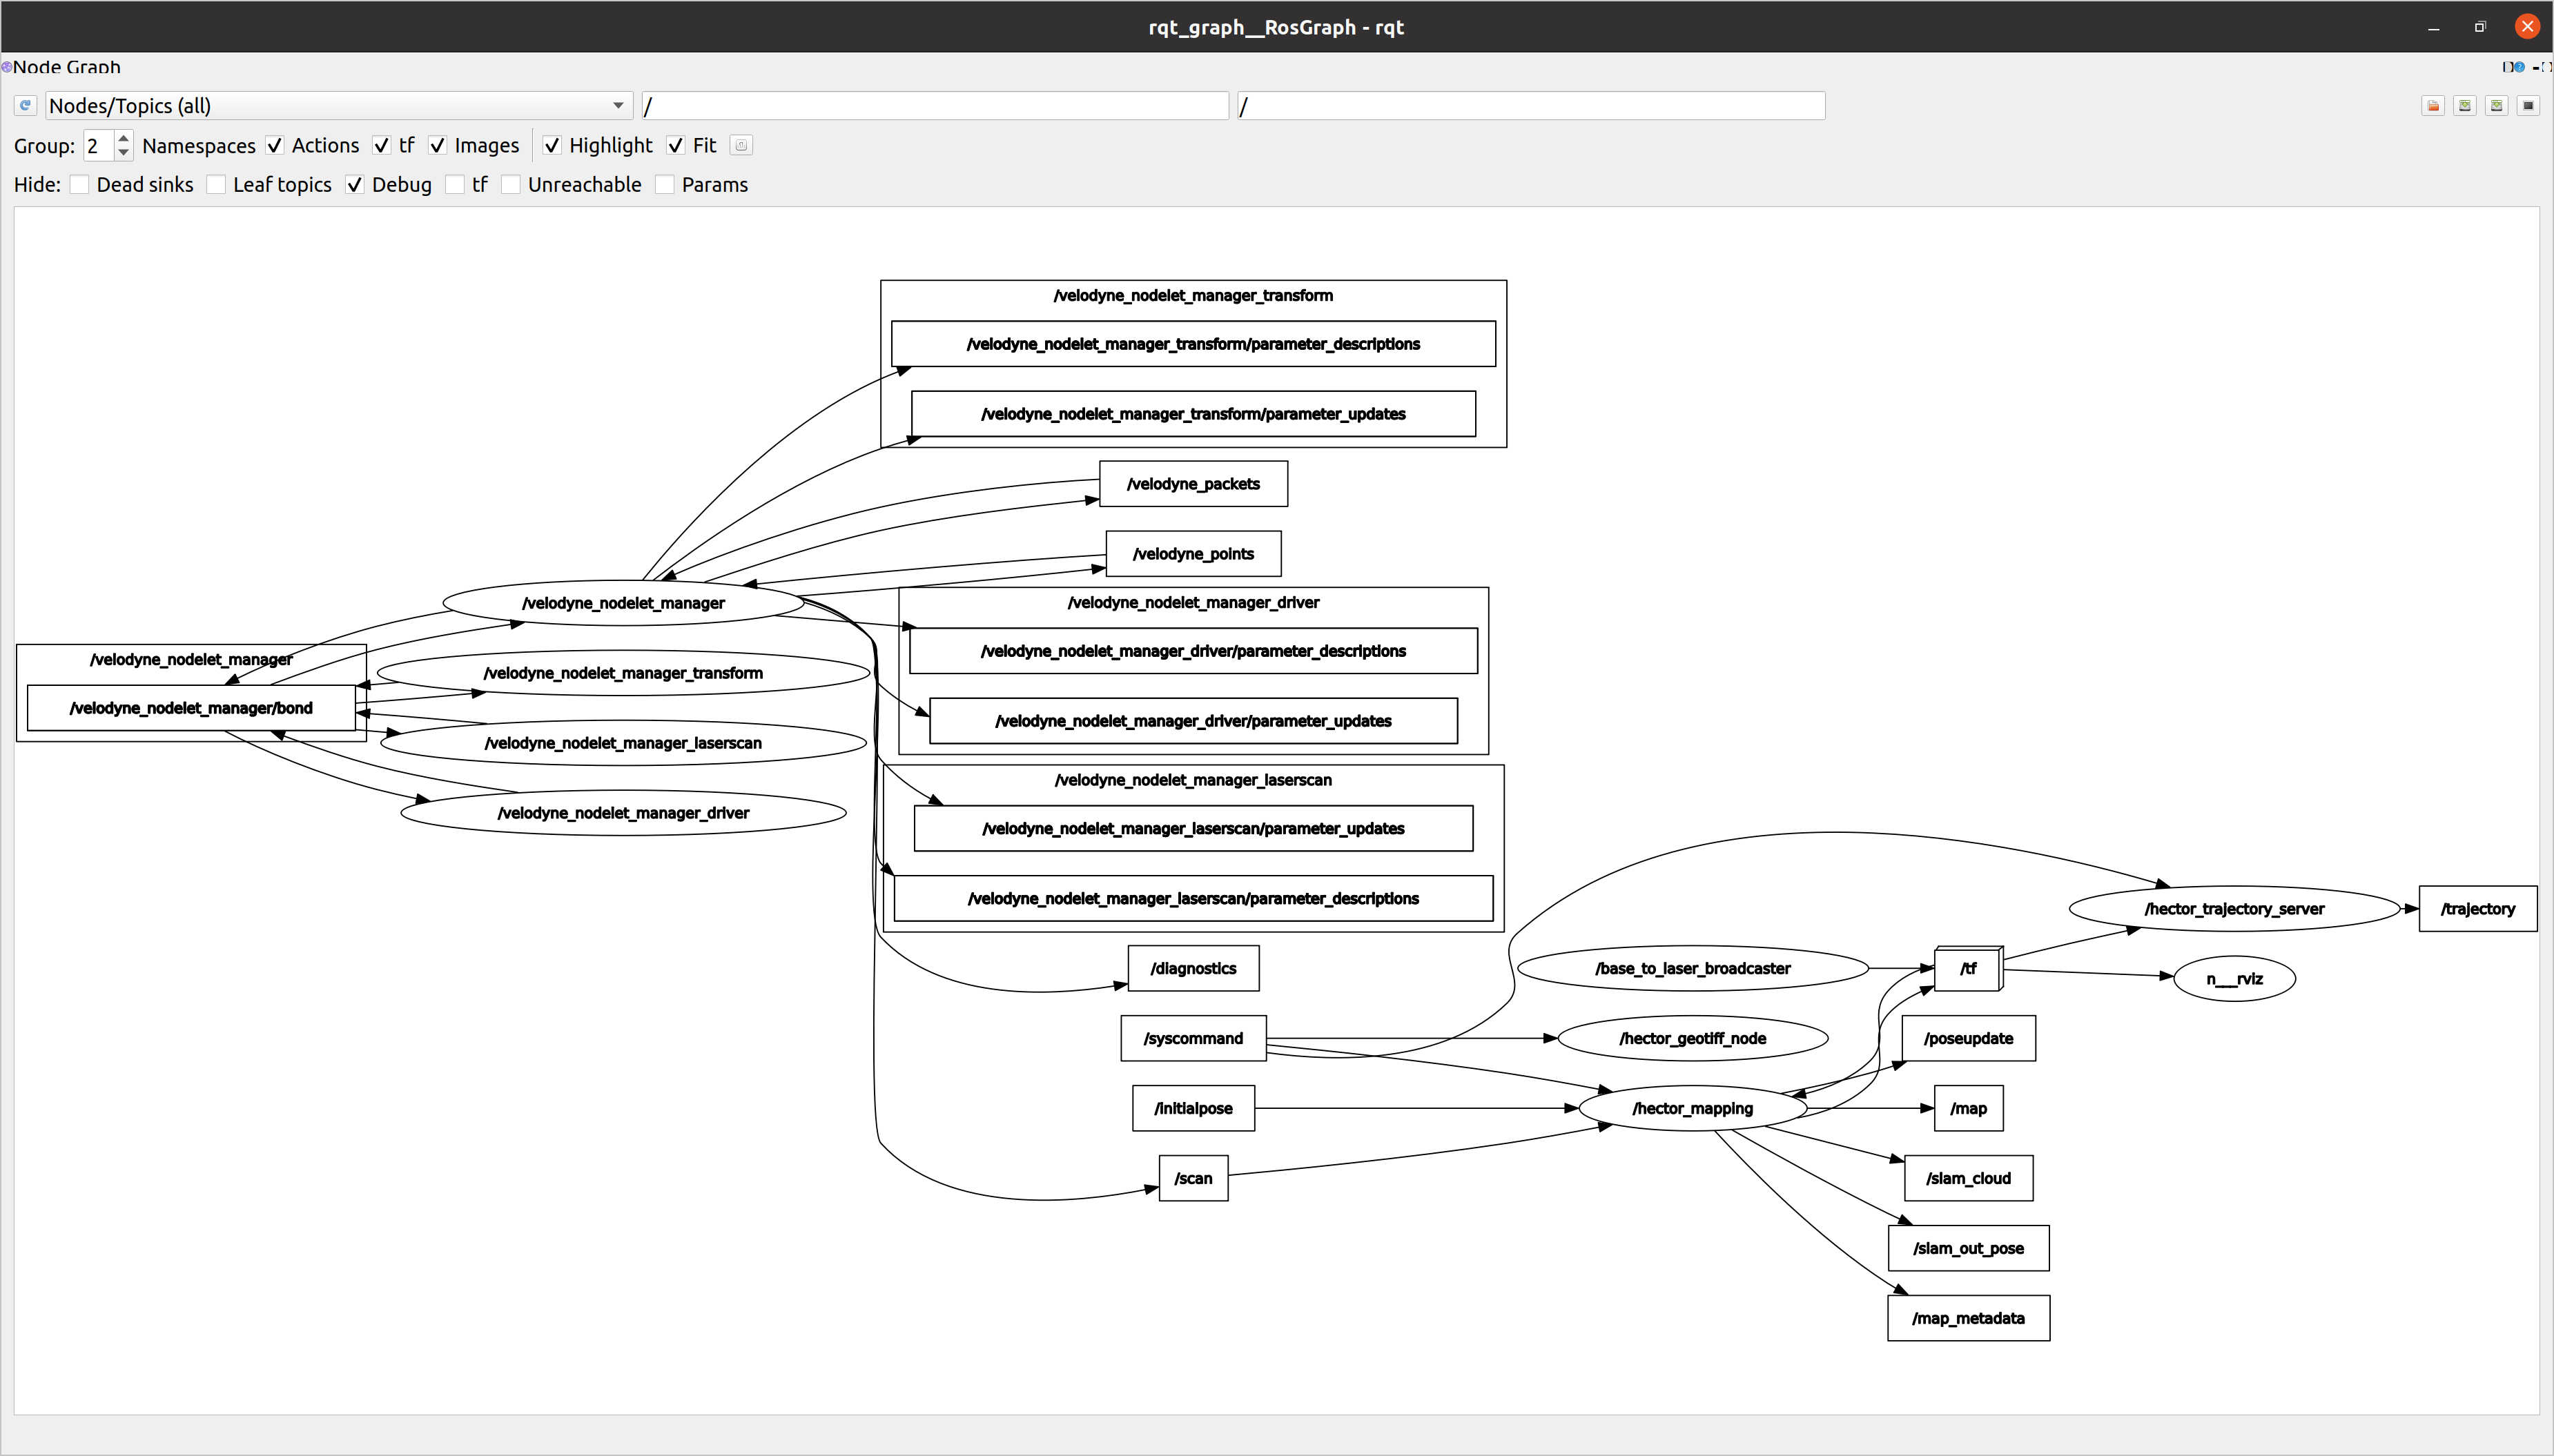 rqt_graph__RosGraph - rqt
Node Graph
Nodes/Topics (all) / /
Group: 2 Namespaces Actions tf Images Highlight Fit
Hide: Dead sinks Leaf topics Debug tf Unreachable Params
/velodyne_nodelet_manager_transform
/velodyne_nodelet_manager_transform/parameter_descriptions
/velodyne_nodelet_manager_transform/parameter_updates
/velodyne_packets
/velodyne_points
/velodyne_nodelet_manager
/velodyne_nodelet_manager_driver
/velodyne_nodelet_manager_driver/parameter_descriptions
/velodyne_nodelet_manager
/velodyne_nodelet_manager_transform
/velodyne_nodelet_manager/bond
/velodyne_nodelet_manager_driver/parameter_updates
/velodyne_nodelet_manager_laserscan
/velodyne_nodelet_manager_laserscan
/velodyne_nodelet_manager_driver
/velodyne_nodelet_manager_laserscan/parameter_updates
/velodyne_nodelet_manager_laserscan/parameter_descriptions
/hector_trajectory_server
/trajectory
/diagnostics
/base_to_laser_broadcaster
/tf
n___rviz
/syscommand
/hector_geotiff_node
/poseupdate
/initialpose
/hector_mapping
/map
/scan
/slam_cloud
/slam_out_pose
/map_metadata